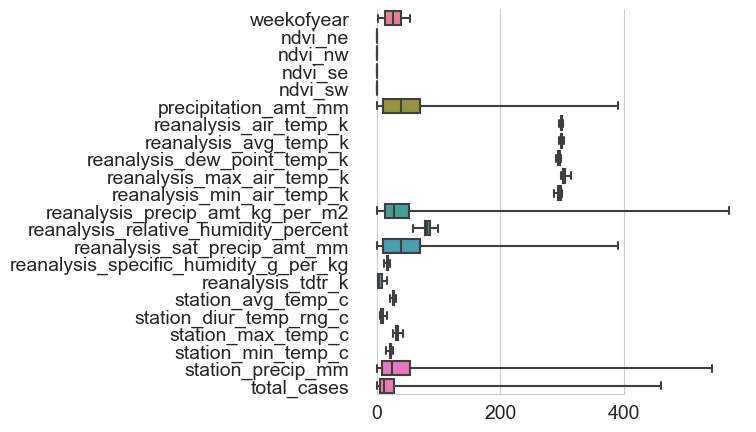 weekofyear
ndvi_ne
ndvi_nw
ndvi_se
ndvi_sw
precipitation_amt_mm
reanalysis_air_temp_k
reanalysis_avg_temp_k
reanalysis_dew_point_temp_k
reanalysis_max_air_temp_k
reanalysis_min_air_temp_k
reanalysis_precip_amt_kg_per_m2
reanalysis_relative_humidity_percent
reanalysis_sat_precip_amt_mm
reanalysis_specific_humidity_g_per_kg
reanalysis_tdtr_k
station_avg_temp_c
station_diur_temp_rng_c
station_max_temp_c
station_min_temp_c
station_precip_mm
total_cases
0 200 400